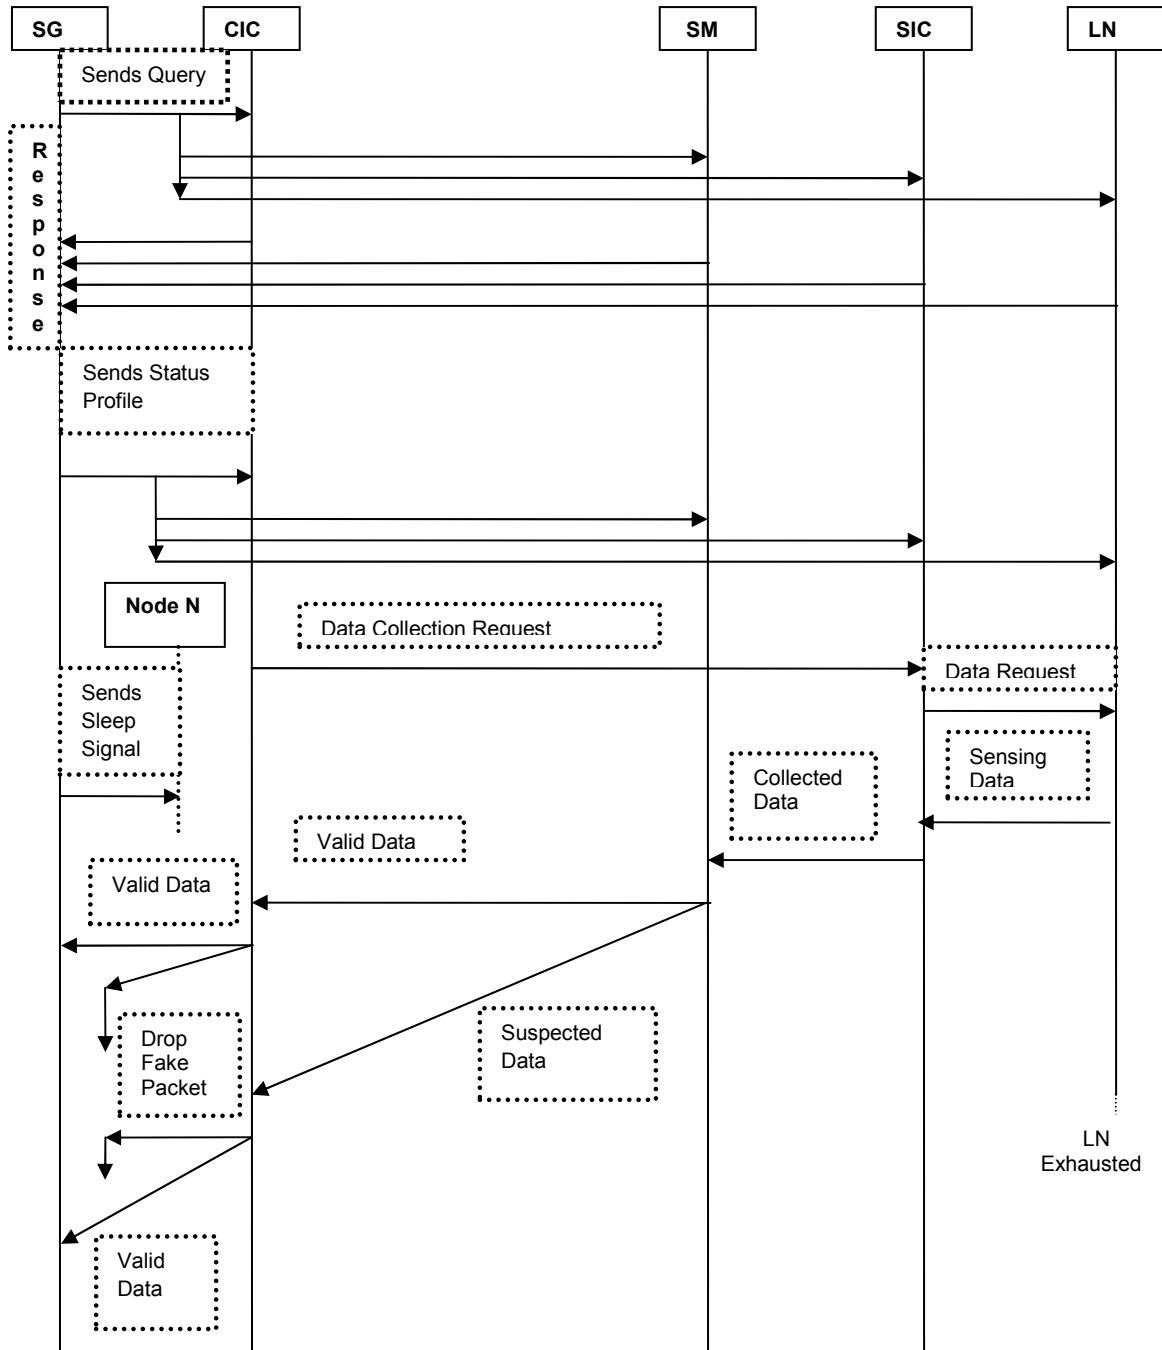 SG
CIC
SM
SIC
LN
Sends Query
Response
Sends Status
Profile
Node N
Data Collection Request
Data Request
Sends
Sleep
Signal
Sensing
Data
Collected
Data
Valid Data
Valid Data
Suspected
Data
Drop
Fake
Packet
LN
Exhausted
Valid
Data